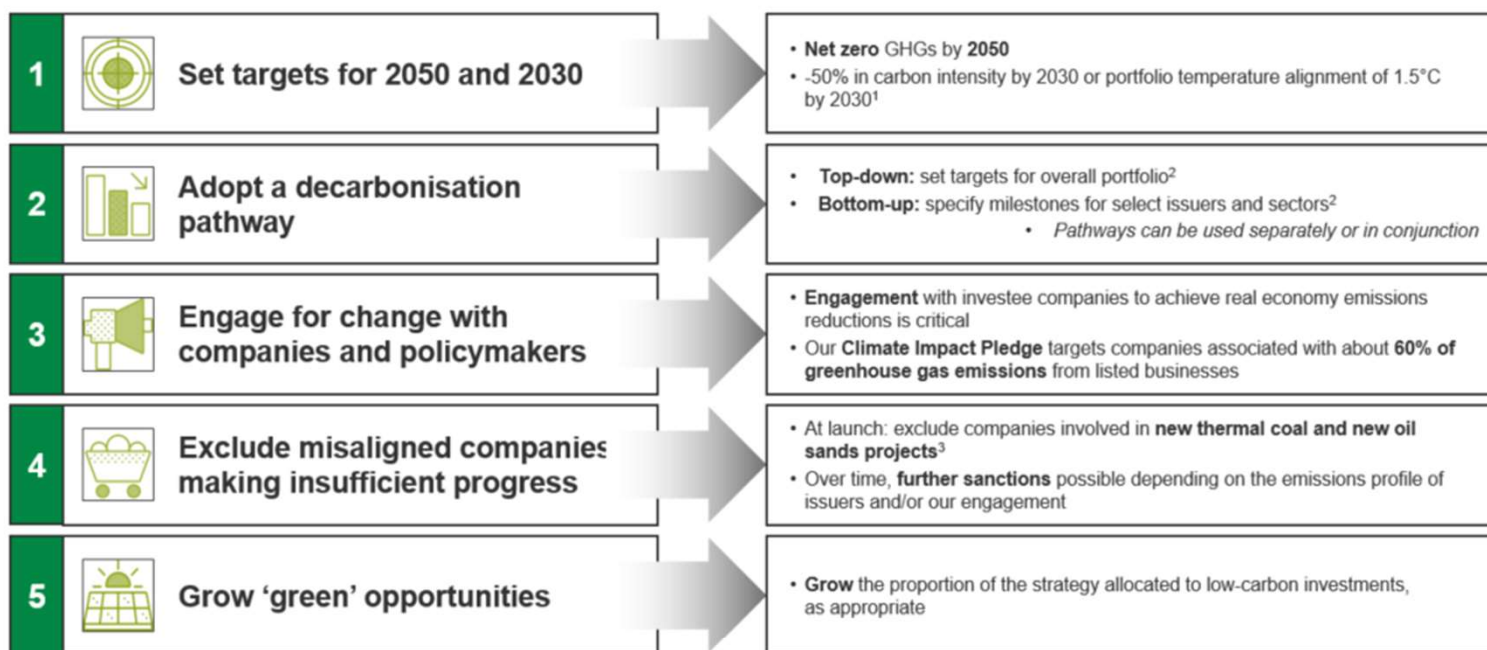 1
Set targets for 2050 and 2030
• Net zero GHGs by 2050
• -50% in carbon intensity by 2030 or portfolio temperature alignment of 1.5°C
by 2030¹
2
Adopt a decarbonisation
pathway
• Top-down: set targets for overall portfolio²
• Bottom-up: specify milestones for select issuers and sectors²
• Pathways can be used separately or in conjunction
3
Engage for change with
companies and policymakers
• Engagement with investee companies to achieve real economy emissions
reductions is critical
• Our Climate Impact Pledge targets companies associated with about 60% of
greenhouse gas emissions from listed businesses
4
Exclude misaligned companies
making insufficient progress
• At launch: exclude companies involved in new thermal coal and new oil
sands projects³
• Over time, further sanctions possible depending on the emissions profile of
issuers and/or our engagement
5
Grow ‘green’ opportunities
• Grow the proportion of the strategy allocated to low-carbon investments,
as appropriate